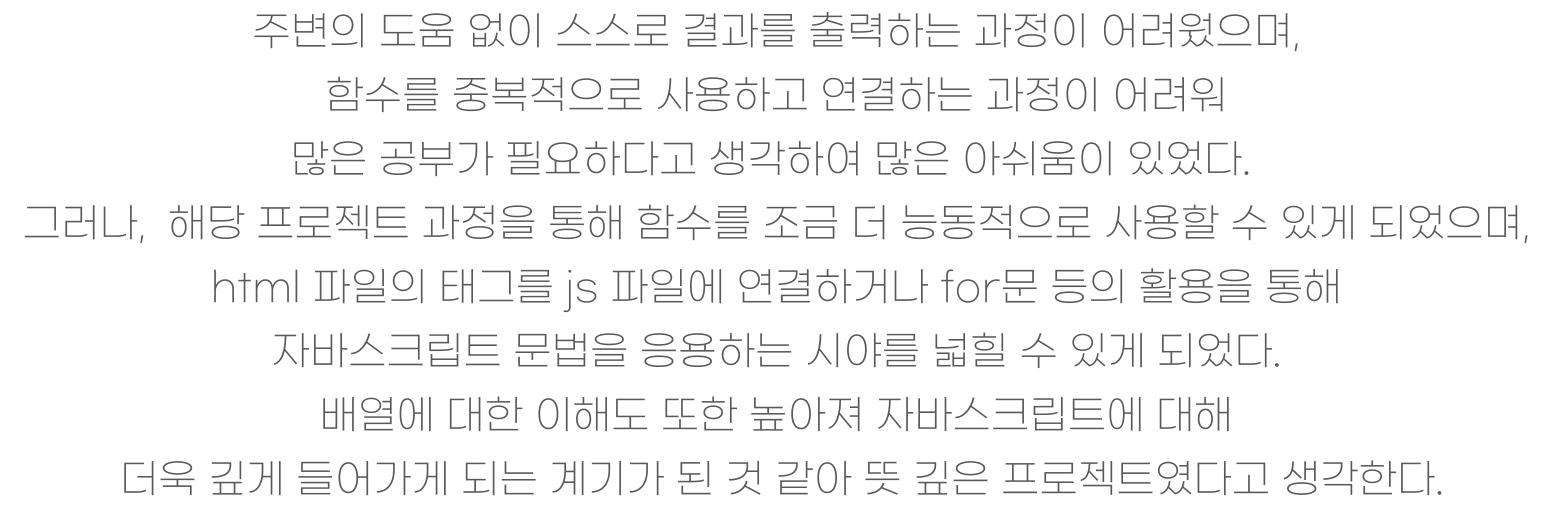 주변의 도움 없이 스스로 결과를 출력하는 과정이 어려웠으며,
함수를 중복적으로 사용하고 연결하는 과정이 어려워
많은 공부가 필요하다고 생각하여 많은 아쉬움이 있었다.
그러나, 해당 프로젝트 과정을 통해 함수를 조금 더 능동적으로 사용할 수 있게 되었으며,
html 파일의 태그를 js 파일에 연결하거나 for문 등의 활용을 통해
자바스크립트 문법을 응용하는 시야를 넓힐 수 있게 되었다.
배열에 대한 이해도 또한 높아져 자바스크립트에 대해
더욱 깊게 들어가게 되는 계기가 된 것 같아 뜻 깊은 프로젝트였다고 생각한다.